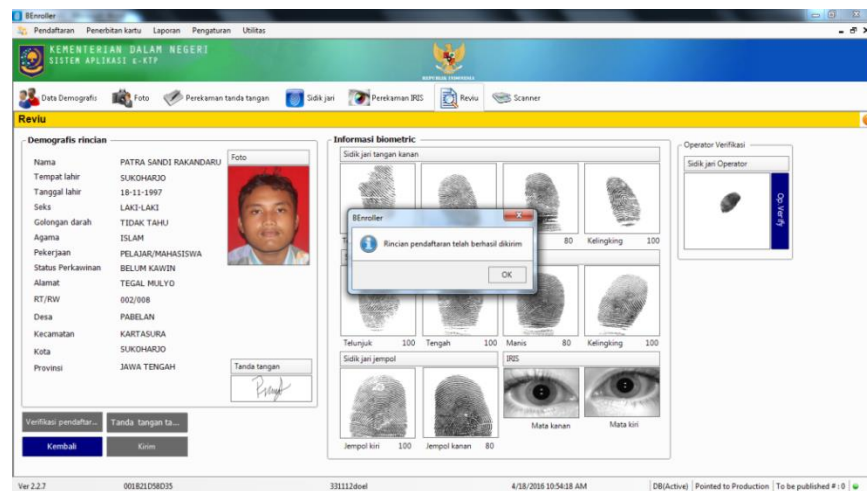 BEnroller
Pendaftaran Penerbitan kartu Laporan Pengaturan Utilitas
KEMENTERIAN DALAM NEGERI
SISTEM APLIKASI E-KTP
REPUBLIK INDONESIA
Data Demografis Foto Perekaman tanda tangan Sidik jari Perekaman IRIS Reviu Scanner
Reviu
Demografis rincian
Nama PATRA SANDI RAKANDARU
Tempat lahir SUKOHARJO
Tanggal lahir 18-11-1997
Seks LAKI-LAKI
Golongan darah TIDAK TAHU
Agama ISLAM
Pekerjaan PELAJAR/MAHASISWA
Status Perkawinan BELUM KAWIN
Alamat TEGAL MULYO
RT/RW 002/008
Desa PABELAN
Kecamatan KARTASURA
Kota SUKOHARJO
Provinsi JAWA TENGAH
Foto
Tanda tangan
Verifikasi pendaftar... Tanda tangan ta...
Kembali Kirim
Informasi biometric
Sidik jari tangan kanan
80 Kelingking 100
BEnroller
Rincian pendaftaran telah berhasil dikirim
OK
Telunjuk 100 Tengah 100 Manis 80 Kelingking 100
Sidik jari jempol
Jempol kiri 100 Jempol kanan 80
IRIS
Mata kanan Mata kiri
Operator Verifikasi
Sidik jari Operator
Op Verify
Ver 2.2.7 001B21D58D35 331112doel 4/18/2016 10:54:18 AM DB(Active) Pointed to Production To be published # : 0